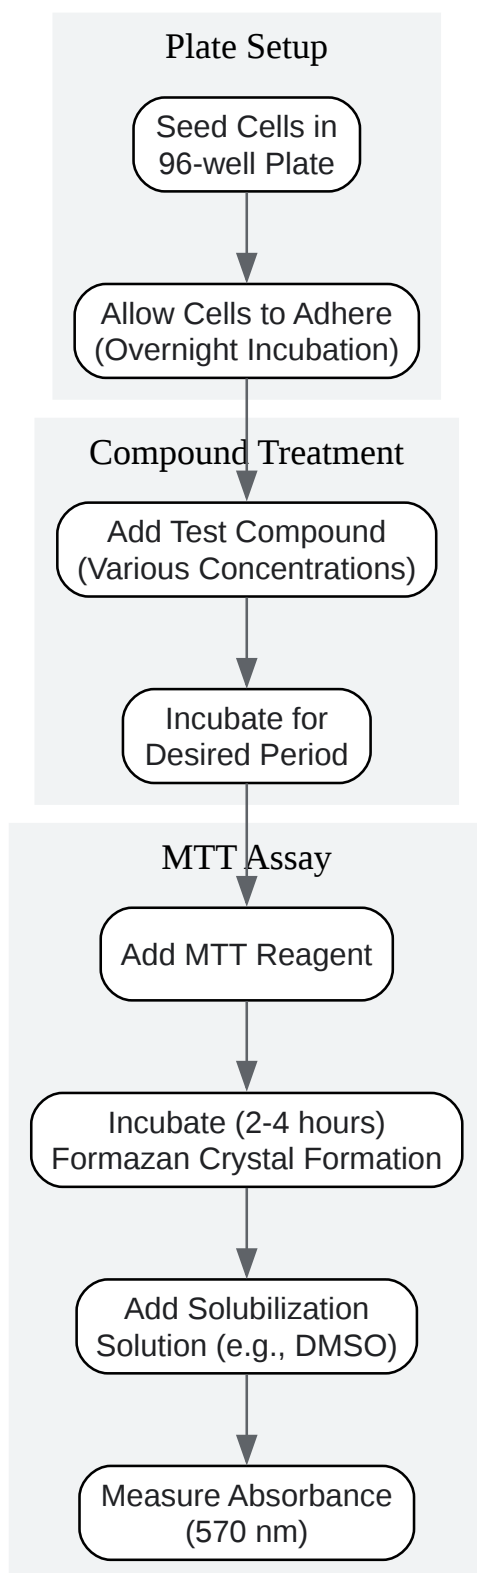 Plate Setup
Seed Cells in
96-well Plate
Allow Cells to Adhere
(Overnight Incubation)
Compound Treatment
Add Test Compound
(Various Concentrations)
Incubate for
Desired Period
MTT Assay
Add MTT Reagent
Incubate (2-4 hours)
Formazan Crystal Formation
Add Solubilization
Solution (e.g., DMSO)
Measure Absorbance
(570 nm)